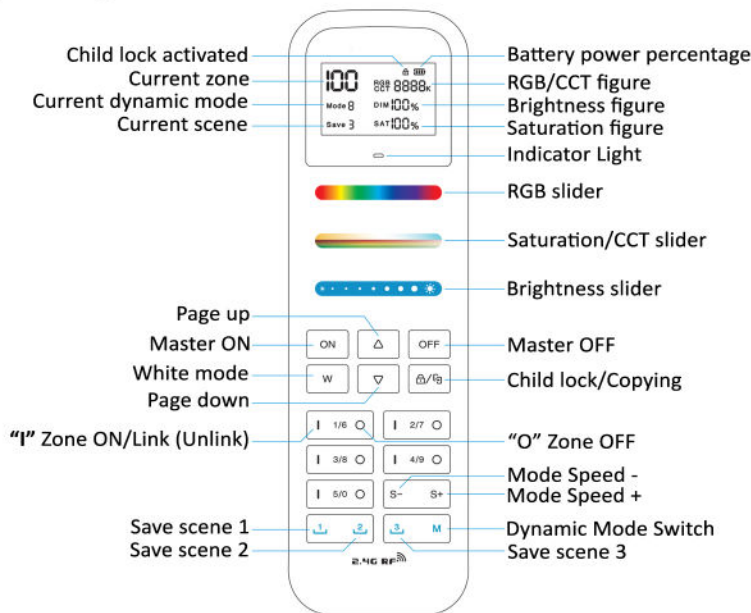 Child lock activated
Current zone
Current dynamic mode
Current scene
100
RGB
CCT 8888K
Mode 8
DIM 100%
Save 3
SAT 100%
Battery power percentage
RGB/CCT figure
Brightness figure
Saturation figure
Indicator Light
RGB slider
Saturation/CCT slider
Brightness slider
Page up
Master ON
White mode
Page down
ON
OFF
W
Master OFF
Child lock/Copying
"I" Zone ON/Link (Unlink)
I 1/6 O
I 2/7 O
I 3/8 O
I 4/9 O
I 5/0 O
S- S+
"O" Zone OFF
Mode Speed -
Mode Speed +
Save scene 1
Save scene 2
1 2
3 M
Dynamic Mode Switch
Save scene 3
2.4G RF